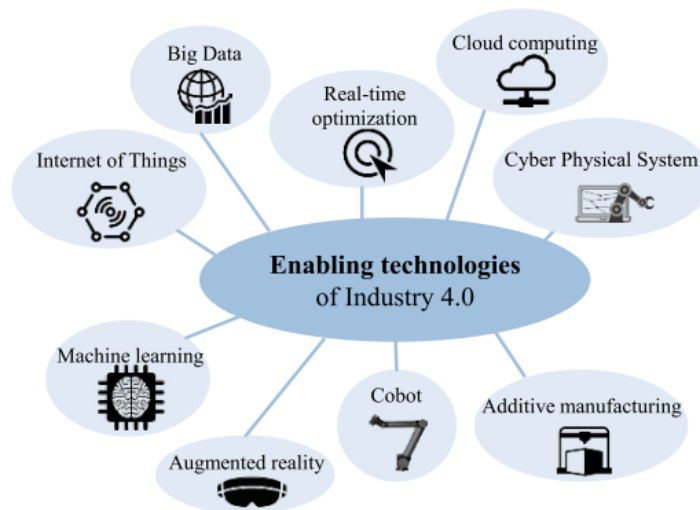 Cloud computing
Big Data
Real-time
optimization
Internet of Things
Cyber Physical System
Enabling technologies
of Industry 4.0
Machine learning
Cobot
Additive manufacturing
Augmented reality